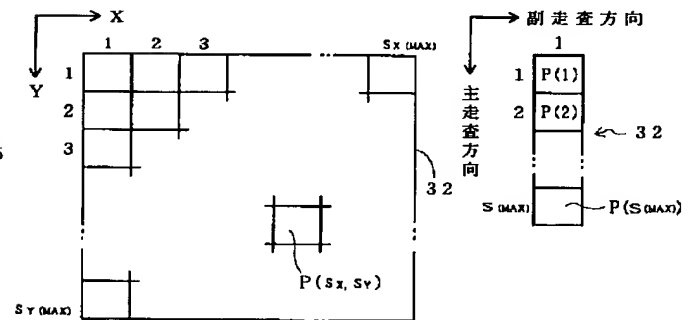 X
1 2 3 SX(MAX)
Y
1
2
3
32
P(SX, SY)
SY(MAX)
副走査方向
主走査方向
1
1 P(1)
2 P(2)
32
S(MAX)
P(S(MAX))